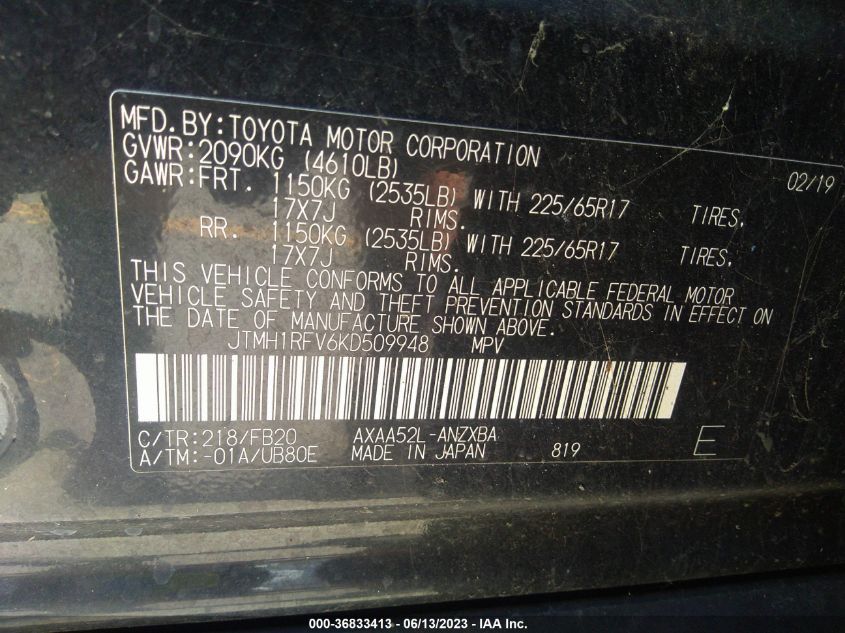 MFD.BY:TOYOTA MOTOR CORPORATION 02/19
GVWR:2090KG (4610LB)
GAWR:FRT. 1150KG (2535LB) WITH 225/65R17 TIRES,
17X7J RIMS.
RR. 1150KG (2535LB) WITH 225/65R17 TIRES,
17X7J RIMS.
THIS VEHICLE CONFORMS TO ALL APPLICABLE FEDERAL MOTOR
VEHICLE SAFETY AND THEFT PREVENTION STANDARDS IN EFFECT ON
THE DATE OF MANUFACTURE SHOWN ABOVE.
JTMH1RFV6KD509948 MPV
C/TR:218/FB20 AXAA52L-ANZXBA
A/TM:-01A/UB80E MADE IN JAPAN 819 E
000-36833413 - 06/13/2023 - IAA Inc.